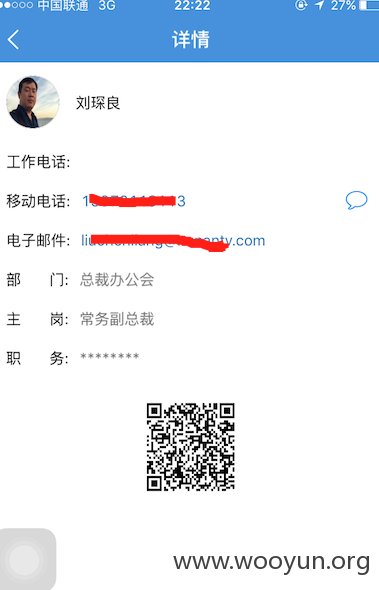 中国联通 3G 22:22 27%
详情
刘琛良
工作电话:
移动电话:
电子邮件:
部 门: 总裁办公会
主 岗: 常务副总裁
职 务: ********
www.wooyun.org